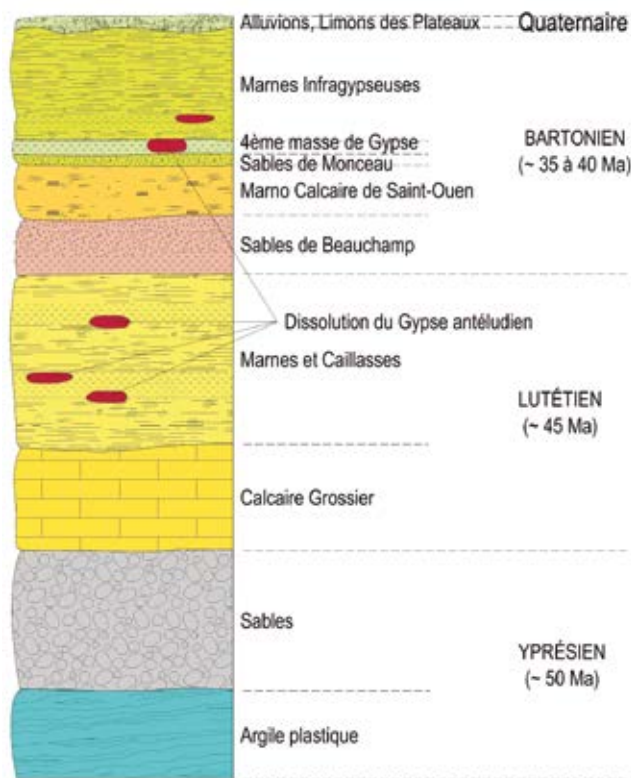 Alluvions, Limons des Plateaux
Quaternaire
Marnes Infragypseuses
4ème masse de Gypse
BARTONIEN
(~ 35 à 40 Ma)
Sables de Monceau
Marno Calcaire de Saint-Ouen
Sables de Beauchamp
Dissolution du Gypse antéludien
Marnes et Caillasses
LUTÉTIEN
(~ 45 Ma)
Calcaire Grossier
Sables
YPRÉSIEN
(~ 50 Ma)
Argile plastique